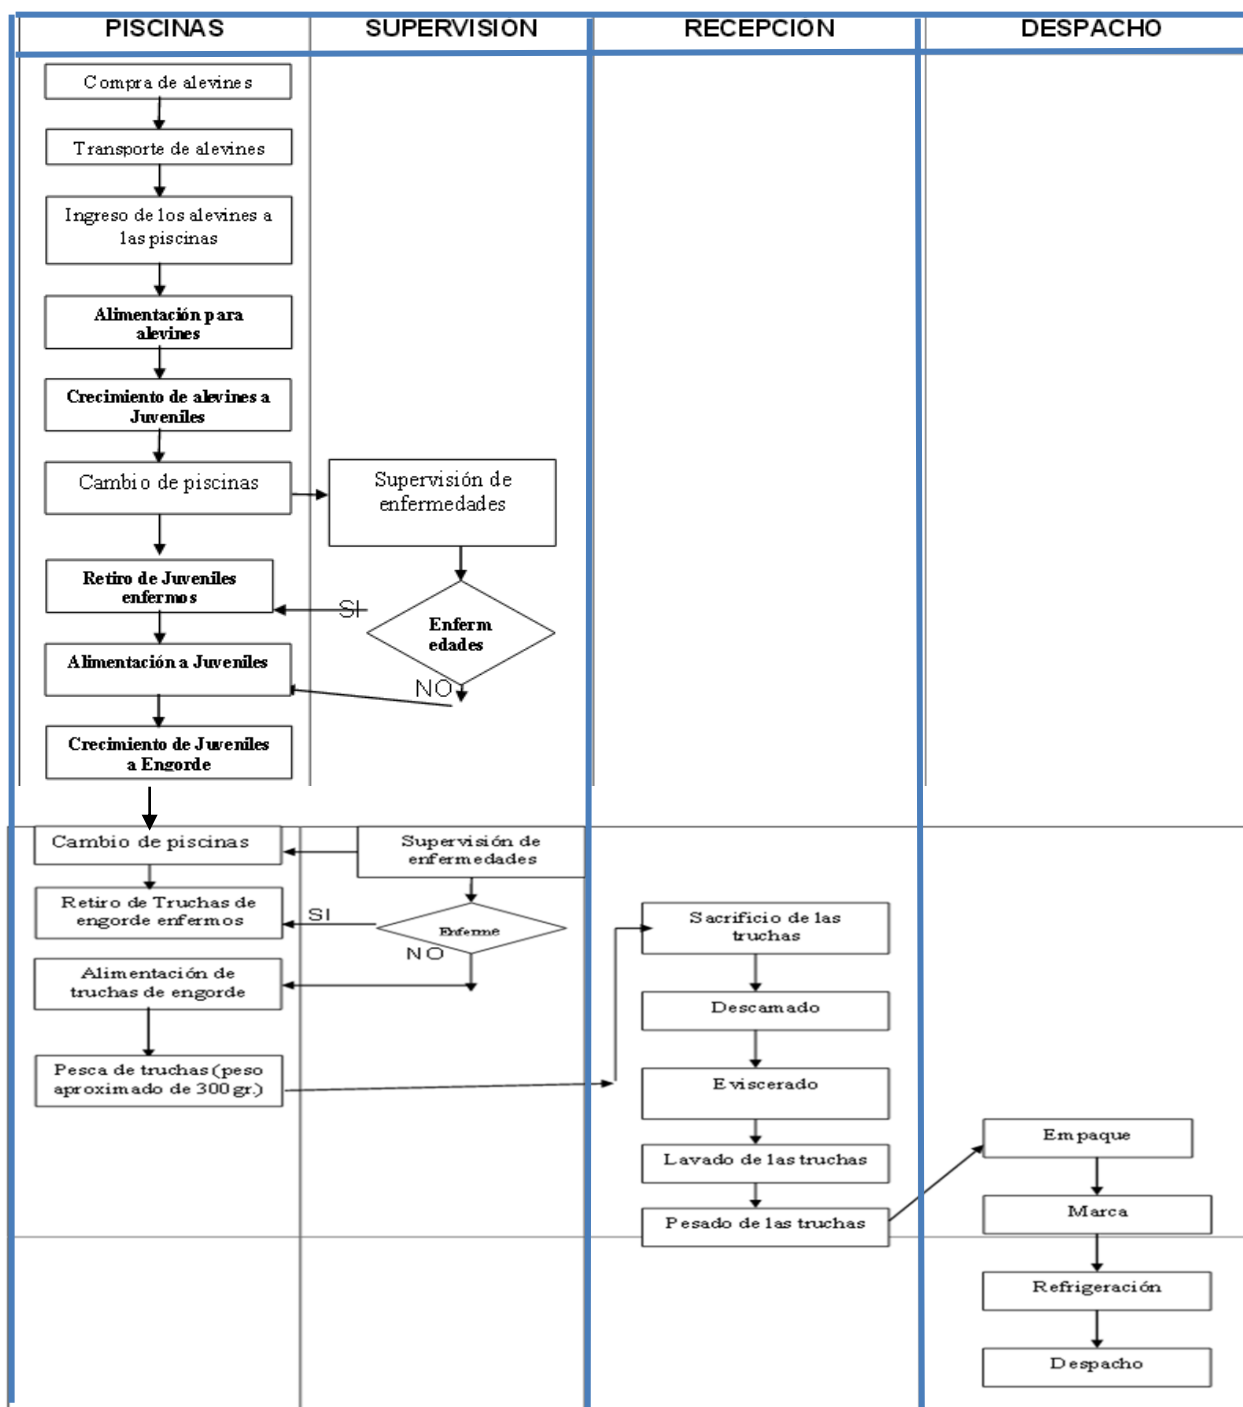 PISCINAS
SUPERVISION
RECEPCION
DESPACHO
Compra de alevines
Transporte de alevines
Ingreso de los alevines a
las piscinas
Alimentación para
alevines
Crecimiento de alevines a
Juveniles
Cambio de piscinas
Supervisión de
enfermedades
Retiro de Juveniles
enfermos
SI
Enferm
edades
Alimentación a Juveniles
NO
Crecimiento de Juveniles
a Engorde
Cambio de piscinas
Supervisión de
enfermedades
Retiro de Truchas de
engorde enfermos
SI
Enferme
NO
Alimentación de
truchas de engorde
Pesca de truchas (peso
aproximado de 300 gr.)
Sacrificio de las
truchas
Descamado
Eviscerado
Lavado de las truchas
Pesado de las truchas
Empaque
Marca
Refrigeración
Despacho